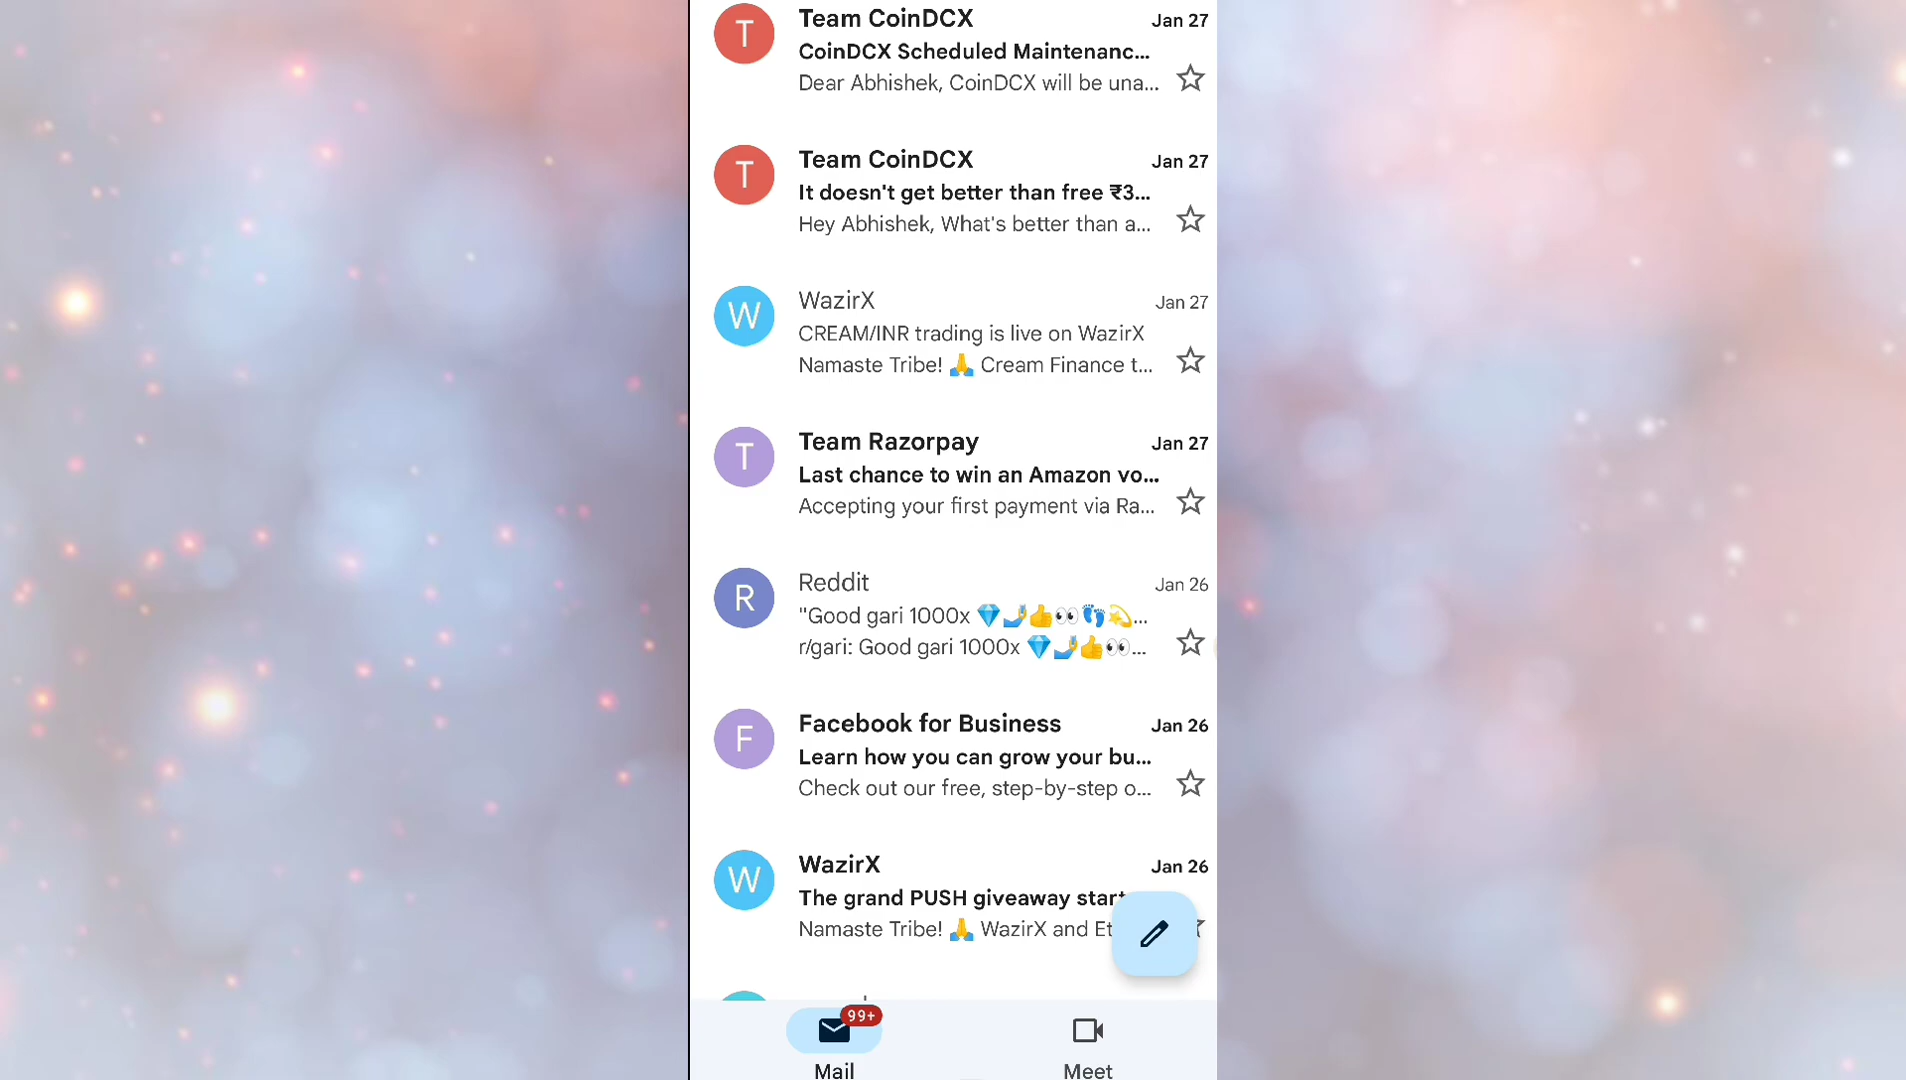 T Team CoinDCX Jan 27
CoinDCX Scheduled Maintenanc...
Dear Abhishek, CoinDCX will be una...
T Team CoinDCX Jan 27
It doesn't get better than free ₹3...
Hey Abhishek, What's better than a...
W WazirX Jan 27
CREAM/INR trading is live on WazirX
Namaste Tribe! 🙏 Cream Finance t...
T Team Razorpay Jan 27
Last chance to win an Amazon vo...
Accepting your first payment via Ra...
R Reddit Jan 26
"Good gari 1000x 💎🤳👍👀👣💫...
r/gari: Good gari 1000x 💎🤳👍👀...
F Facebook for Business Jan 26
Learn how you can grow your bu...
Check out our free, step-by-step o...
W WazirX Jan 26
The grand PUSH giveaway start
Namaste Tribe! 🙏 WazirX and Et
99+
Mail Meet